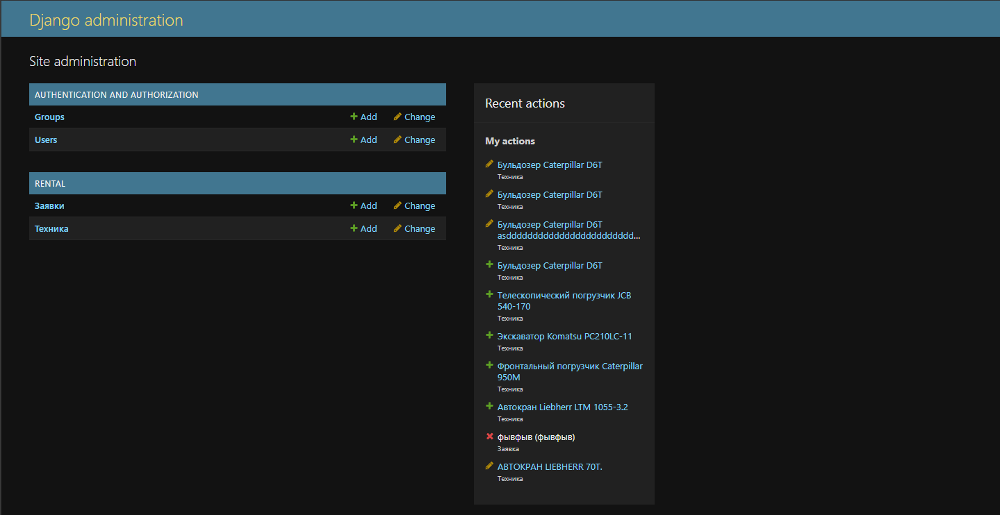 Django administration
Site administration
AUTHENTICATION AND AUTHORIZATION
Groups Add Change
Users Add Change
RENTAL
Заявки Add Change
Техника Add Change
Recent actions
My actions
Бульдозер Caterpillar D6T
Техника
Бульдозер Caterpillar D6T
Техника
Бульдозер Caterpillar D6T
asddddddddddddddddddddddddd...
Техника
Бульдозер Caterpillar D6T
Техника
Телескопический погрузчик JCB
540-170
Техника
Экскаватор Komatsu PC210LC-11
Техника
Фронтальный погрузчик Caterpillar
950M
Техника
Автокран Liebherr LTM 1055-3.2
Техника
фывфыв (фывфыв)
Заявка
АВТОКРАН LIEBHERR 70Т.
Техника